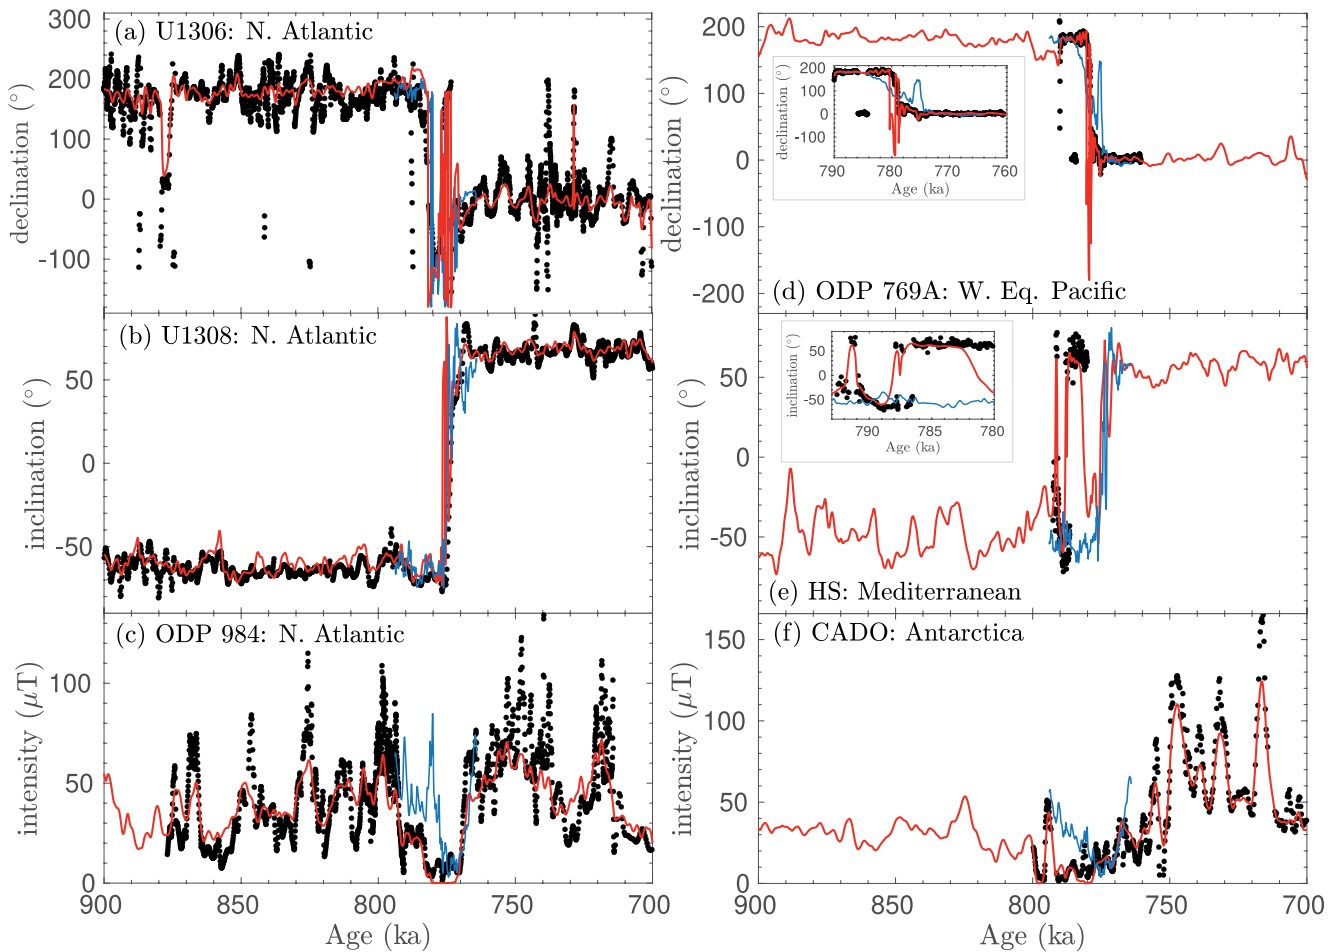 (a) U1306: N. Atlantic
300
200
100
0
-100
declination (°)
(b) U1308: N. Atlantic
50
0
-50
inclination (°)
(c) ODP 984: N. Atlantic
100
50
0
intensity (μT)
900
850
800
750
700
Age (ka)
200
100
0
-100
-200
declination (°)
200
100
0
-100
declination (°)
790
780
770
760
Age (ka)
(d) ODP 769A: W. Eq. Pacific
50
0
-50
inclination (°)
50
0
-50
inclination (°)
790
785
780
Age (ka)
(e) HS: Mediterranean
(f) CADO: Antarctica
150
100
50
0
intensity (μT)
900
850
800
750
700
Age (ka)